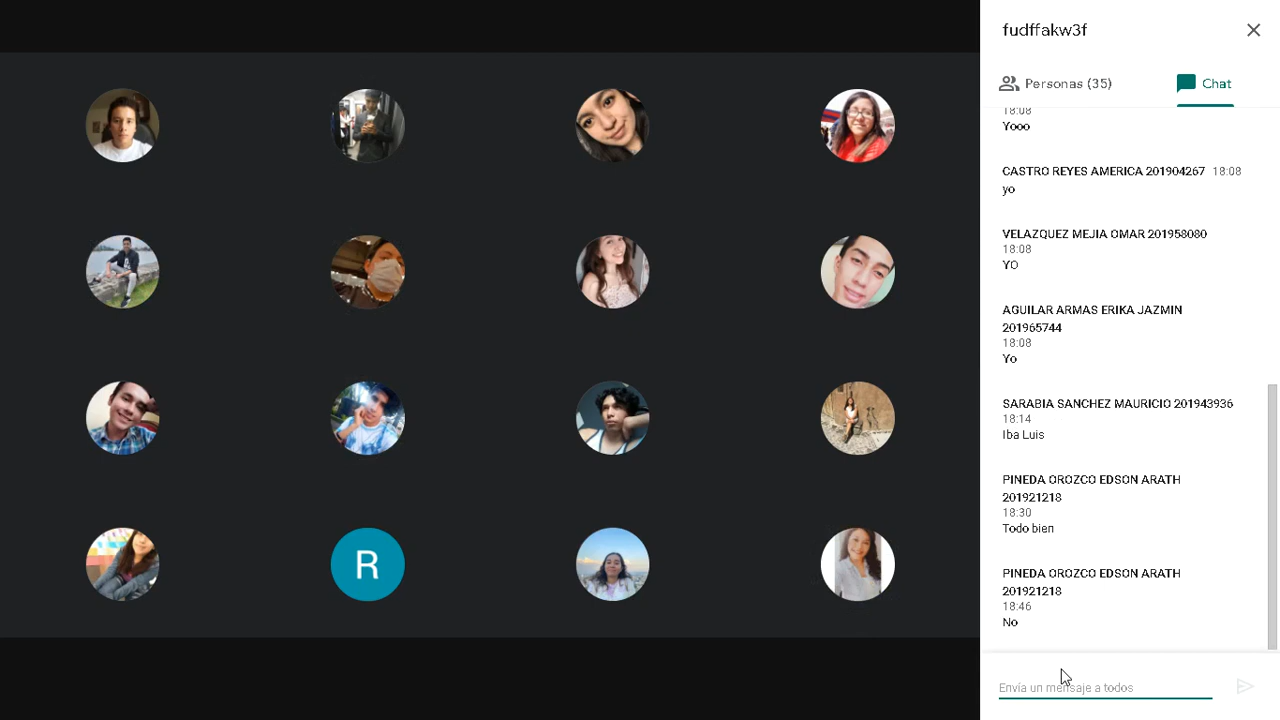 fudffakw3f
Personas (35)
Chat
18:08
Yooo
CASTRO REYES AMERICA 201904267 18:08
yo
VELAZQUEZ MEJIA OMAR 201958080
18:08
YO
AGUILAR ARMAS ERIKA JAZMIN
201965744
18:08
Yo
SARABIA SANCHEZ MAURICIO 201943936
18:14
Iba Luis
PINEDA OROZCO EDSON ARATH
201921218
18:30
Todo bien
PINEDA OROZCO EDSON ARATH
201921218
18:46
No
R
Envía un mensaje a todos